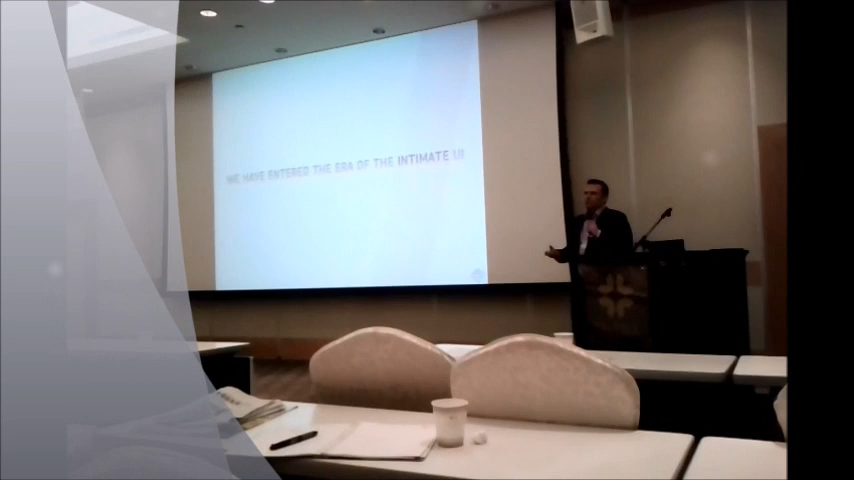 WE HAVE ENTERED THE ERA OF THE INTIMATE UI